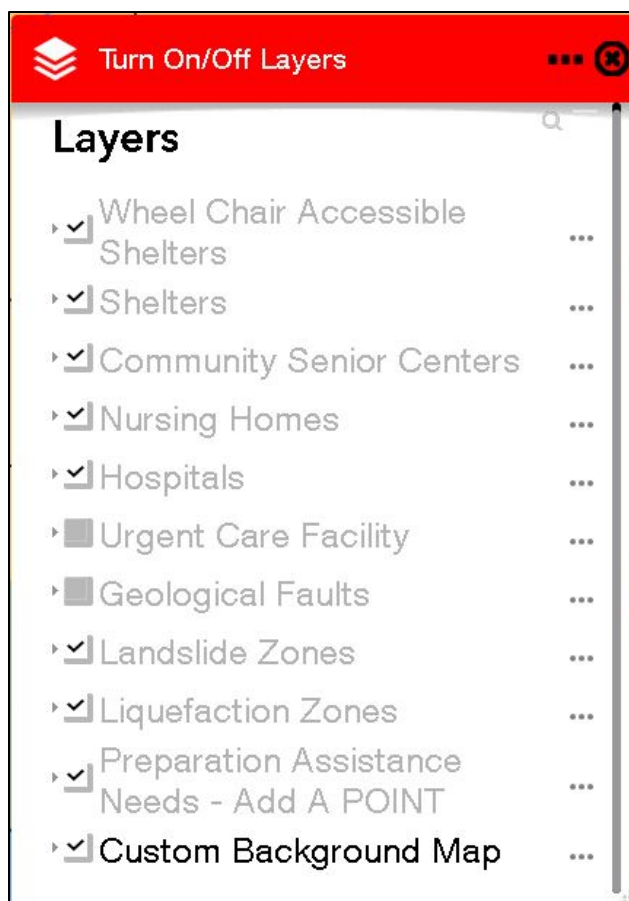 Turn On/Off Layers
Layers
Wheel Chair Accessible
Shelters
Shelters
Community Senior Centers
Nursing Homes
Hospitals
Urgent Care Facility
Geological Faults
Landslide Zones
Liquefaction Zones
Preparation Assistance
Needs - Add A POINT
Custom Background Map